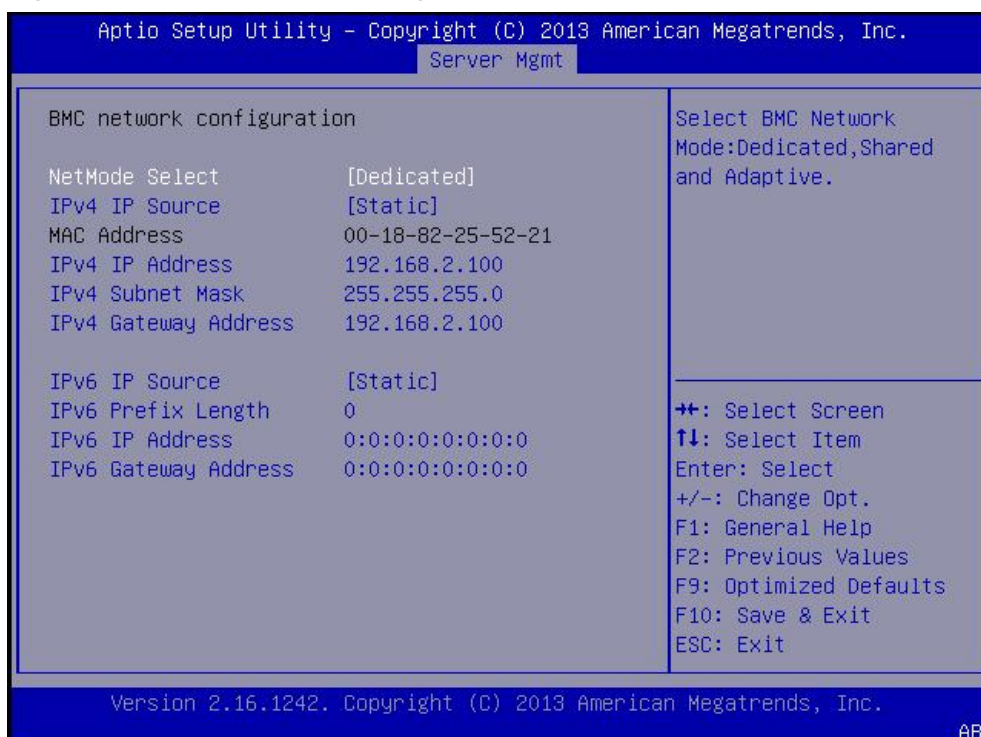 Aptio Setup Utility – Copyright (C) 2013 American Megatrends, Inc.
Server Mgmt
BMC network configuration
NetMode Select [Dedicated]
IPv4 IP Source [Static]
MAC Address 00-18-82-25-52-21
IPv4 IP Address 192.168.2.100
IPv4 Subnet Mask 255.255.255.0
IPv4 Gateway Address 192.168.2.100
IPv6 IP Source [Static]
IPv6 Prefix Length 0
IPv6 IP Address 0:0:0:0:0:0:0:0
IPv6 Gateway Address 0:0:0:0:0:0:0:0
Select BMC Network
Mode:Dedicated,Shared
and Adaptive.
→←: Select Screen
↑↓: Select Item
Enter: Select
+/-: Change Opt.
F1: General Help
F2: Previous Values
F9: Optimized Defaults
F10: Save & Exit
ESC: Exit
Version 2.16.1242. Copyright (C) 2013 American Megatrends, Inc.
AB